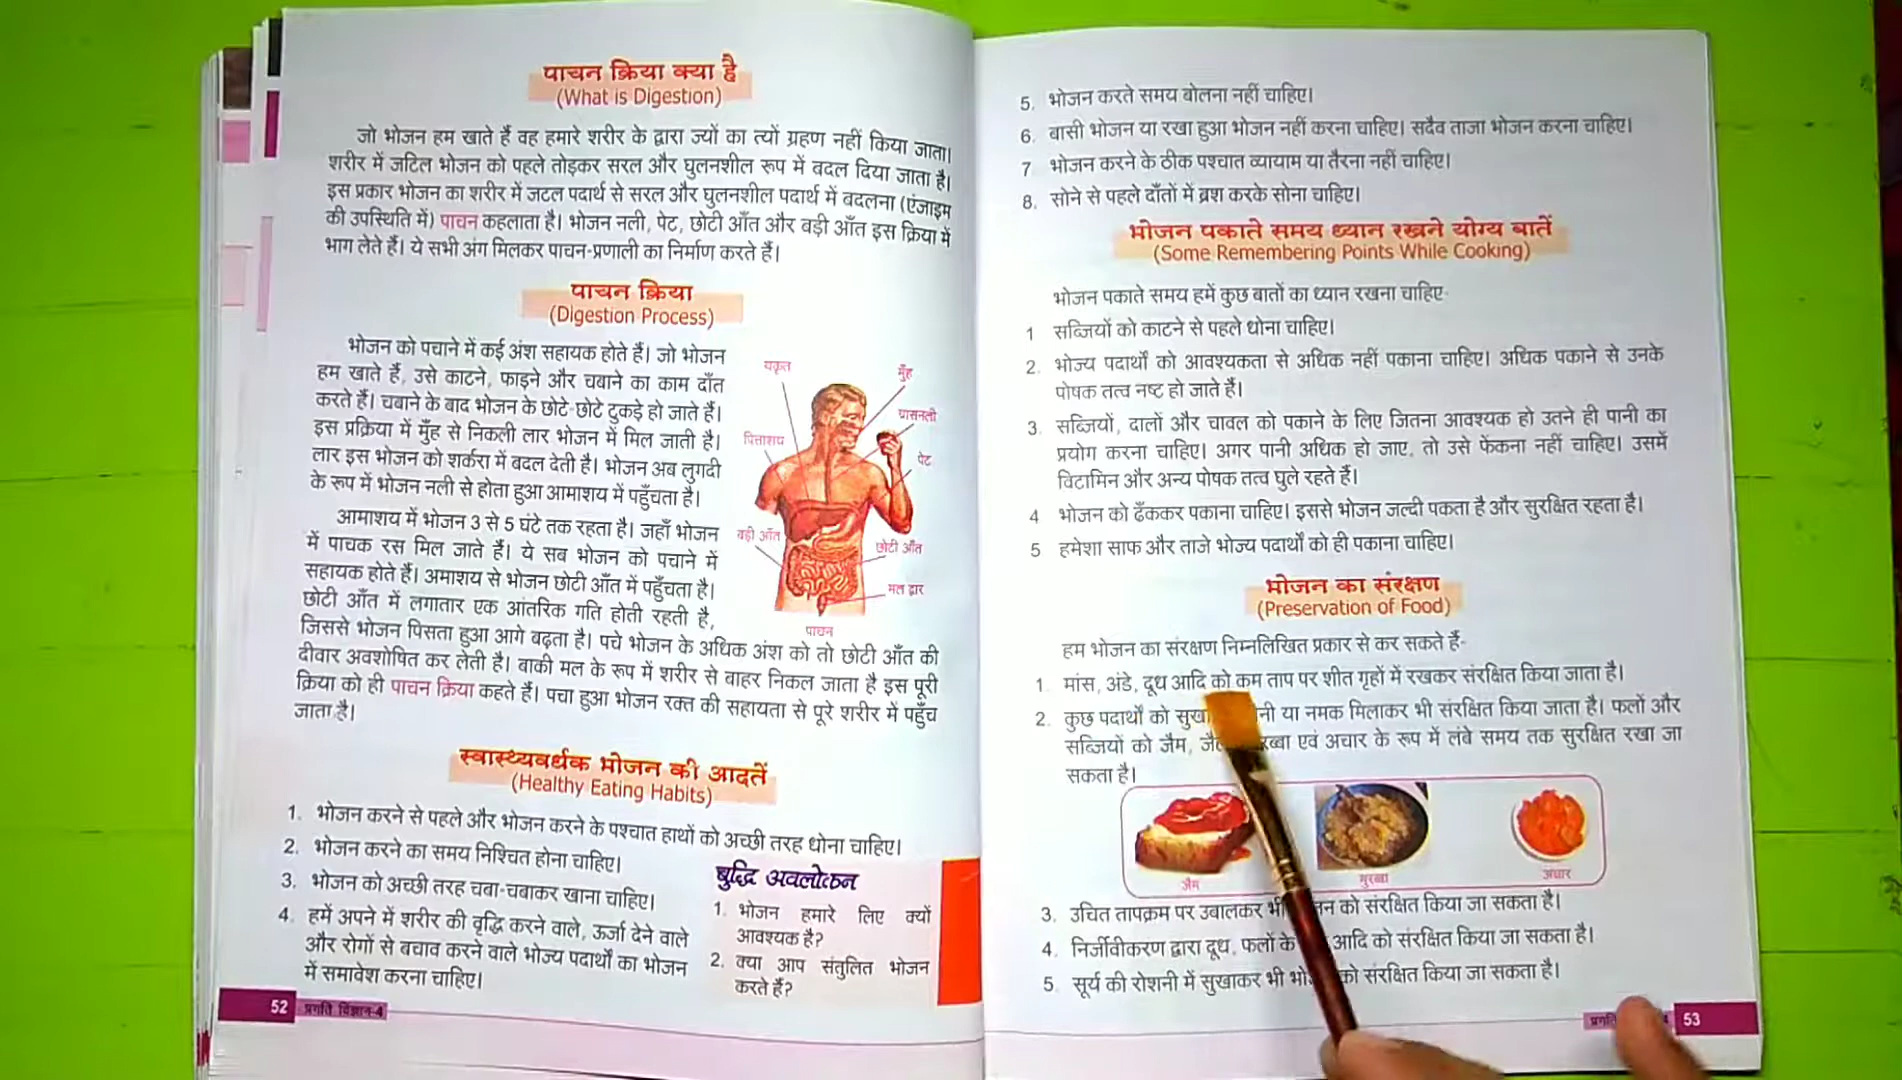 पाचन क्रिया क्या है
(What is Digestion)
जो भोजन हम खाते हैं वह हमारे शरीर के द्वारा ज्यों का त्यों ग्रहण नहीं किया जाता।
शरीर में जटिल भोजन को पहले तोड़कर सरल और घुलनशील रूप में बदल दिया जाता है।
इस प्रकार भोजन का शरीर में जटल पदार्थ से सरल और घुलनशील पदार्थ में बदलना (एंजाइम
की उपस्थिति में) पाचन कहलाता है। भोजन नली, पेट, छोटी आँत और बड़ी आँत इस क्रिया में
भाग लेते हैं। ये सभी अंग मिलकर पाचन-प्रणाली का निर्माण करते हैं।
पाचन क्रिया
(Digestion Process)
भोजन को पचाने में कई अंश सहायक होते हैं। जो भोजन
हम खाते हैं, उसे काटने, फाड़ने और चबाने का काम दाँत
करते हैं। चबाने के बाद भोजन के छोटे-छोटे टुकड़े हो जाते हैं।
इस प्रक्रिया में मुँह से निकली लार भोजन में मिल जाती है।
लार इस भोजन को शर्करा में बदल देती है। भोजन अब लुगदी
के रूप में भोजन नली से होता हुआ आमाशय में पहुँचता है।
आमाशय में भोजन 3 से 5 घंटे तक रहता है। जहाँ भोजन
में पाचक रस मिल जाते हैं। ये सब भोजन को पचाने में
सहायक होते हैं। अमाशय से भोजन छोटी आँत में पहुँचता है।
छोटी आँत में लगातार एक आंतरिक गति होती रहती है,
जिससे भोजन पिसता हुआ आगे बढ़ता है। पचे भोजन के अधिक अंश को तो छोटी आँत की
दीवार अवशोषित कर लेती है। बाकी मल के रूप में शरीर से बाहर निकल जाता है इस पूरी
क्रिया को ही पाचन क्रिया कहते हैं। पचा हुआ भोजन रक्त की सहायता से पूरे शरीर में पहुँच
जाता है।
यकृत
मुँह
ग्रासनली
पित्ताशय
पेट
बड़ी आँत
छोटी आँत
मल द्वार
पाचन
स्वास्थ्यवर्धक भोजन की आदतें
(Healthy Eating Habits)
1. भोजन करने से पहले और भोजन करने के पश्चात हाथों को अच्छी तरह धोना चाहिए।
2. भोजन करने का समय निश्चित होना चाहिए।
3. भोजन को अच्छी तरह चबा-चबाकर खाना चाहिए।
4. हमें अपने में शरीर की वृद्धि करने वाले, ऊर्जा देने वाले
और रोगों से बचाव करने वाले भोज्य पदार्थों का भोजन
में समावेश करना चाहिए।
बुद्धि अवलोकन
1. भोजन हमारे लिए क्यों
आवश्यक है?
2. क्या आप संतुलित भोजन
करते हैं?
52 प्रगति विज्ञान-4
5. भोजन करते समय बोलना नहीं चाहिए।
6. बासी भोजन या रखा हुआ भोजन नहीं करना चाहिए। सदैव ताजा भोजन करना चाहिए।
7 भोजन करने के ठीक पश्चात व्यायाम या तैरना नहीं चाहिए।
8. सोने से पहले दाँतों में ब्रश करके सोना चाहिए।
भोजन पकाते समय ध्यान रखने योग्य बातें
(Some Remembering Points While Cooking)
भोजन पकाते समय हमें कुछ बातों का ध्यान रखना चाहिए-
1 सब्जियों को काटने से पहले धोना चाहिए।
2. भोज्य पदार्थों को आवश्यकता से अधिक नहीं पकाना चाहिए। अधिक पकाने से उनके
पोषक तत्व नष्ट हो जाते हैं।
3. सब्जियों, दालों और चावल को पकाने के लिए जितना आवश्यक हो उतने ही पानी का
प्रयोग करना चाहिए। अगर पानी अधिक हो जाए, तो उसे फेंकना नहीं चाहिए। उसमें
विटामिन और अन्य पोषक तत्व घुले रहते हैं।
4 भोजन को ढँककर पकाना चाहिए। इससे भोजन जल्दी पकता है और सुरक्षित रहता है।
5 हमेशा साफ और ताजे भोज्य पदार्थों को ही पकाना चाहिए।
भोजन का संरक्षण
(Preservation of Food)
हम भोजन का संरक्षण निम्नलिखित प्रकार से कर सकते हैं-
1. मांस, अंडे, दूध आदि को कम ताप पर शीत गृहों में रखकर संरक्षित किया जाता है।
2. कुछ पदार्थों को या नमक मिलाकर भी संरक्षित किया जाता है। फलों और
सब्जियों को जैम, एवं अचार के रूप में लंबे समय तक सुरक्षित रखा जा
सकता है।
जैम
मुरब्बा
अचार
3. उचित तापक्रम पर उबालकर को संरक्षित किया जा सकता है।
4. निर्जीवीकरण द्वारा दूध, फलों के आदि को संरक्षित किया जा सकता है।
5. सूर्य की रोशनी में सुखाकर भी को संरक्षित किया जा सकता है।
53